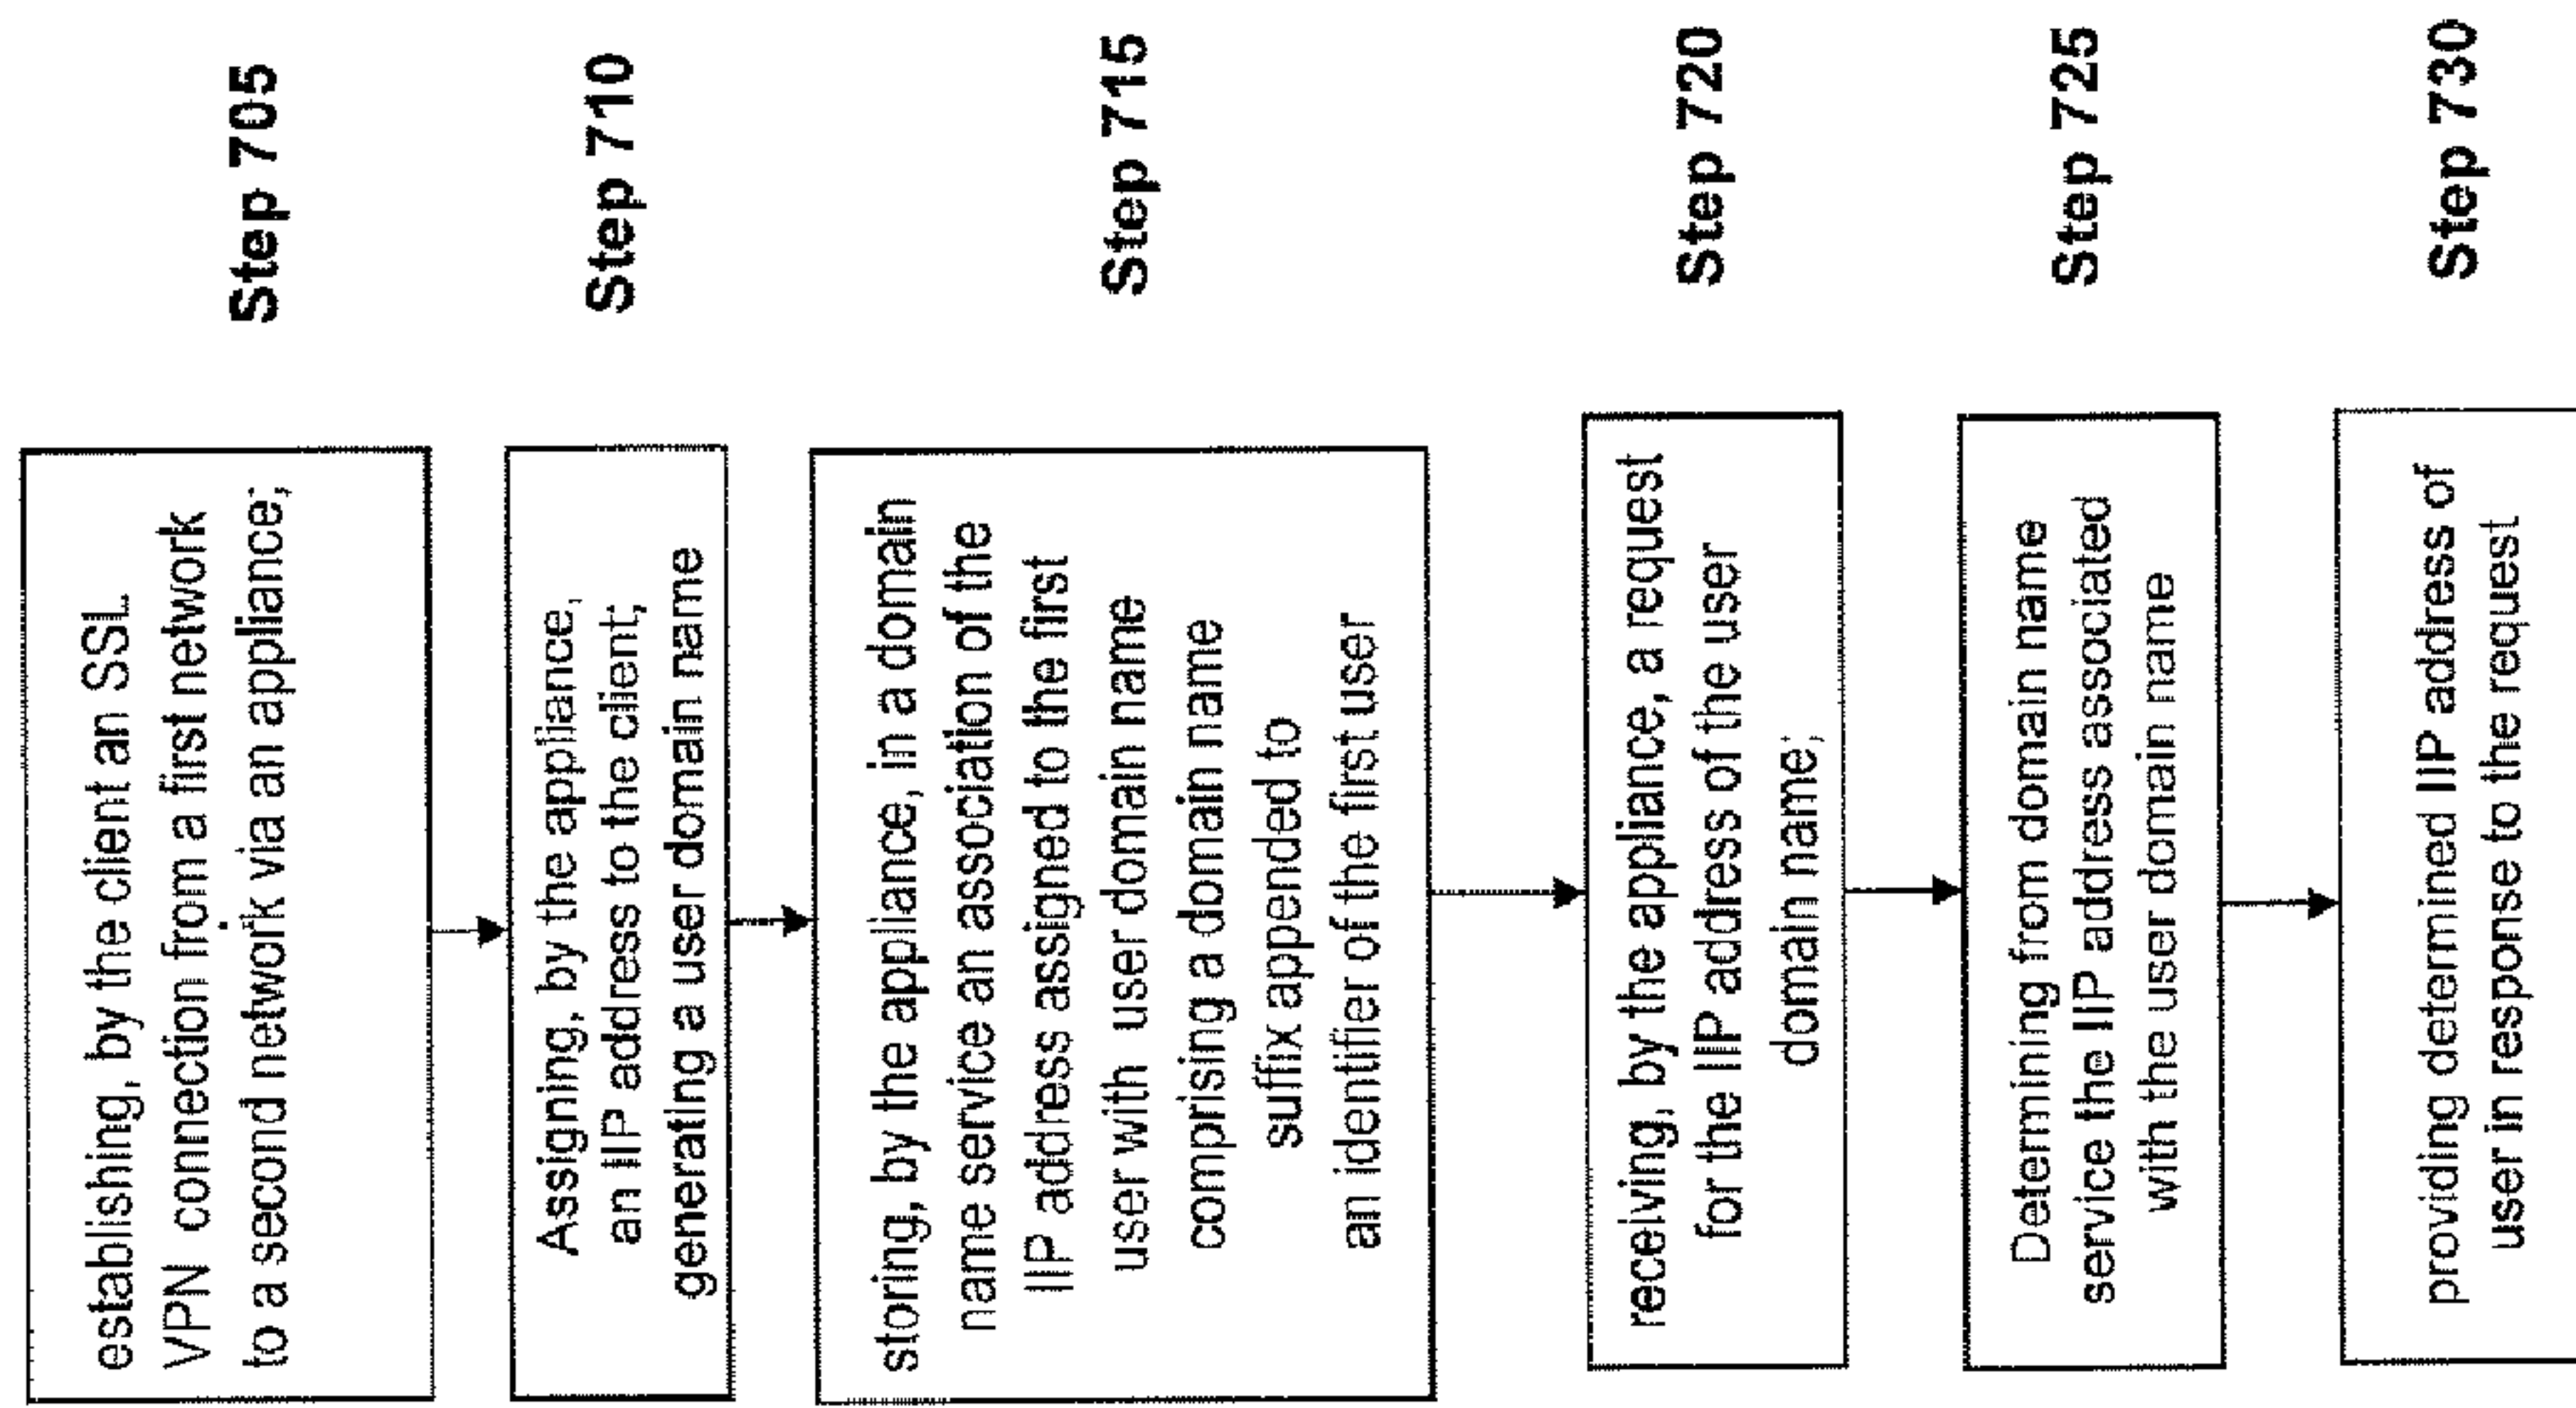 establishing, by the client an SSL
VPN connection from a first network
to a second network via an appliance;
Step 705
Assigning, by the appliance,
an IIP address to the client;
generating a user domain name
Step 710
storing, by the appliance, in a domain
name service an association of the
IIP address assigned to the first
user with user domain name
comprising a domain name
suffix appended to
an identifier of the first user
Step 715
receiving, by the appliance, a request
for the IIP address of the user
domain name;
Step 720
Determining from domain name
service the IIP address associated
with the user domain name
Step 725
providing determined IIP address of
user in response to the request
Step 730